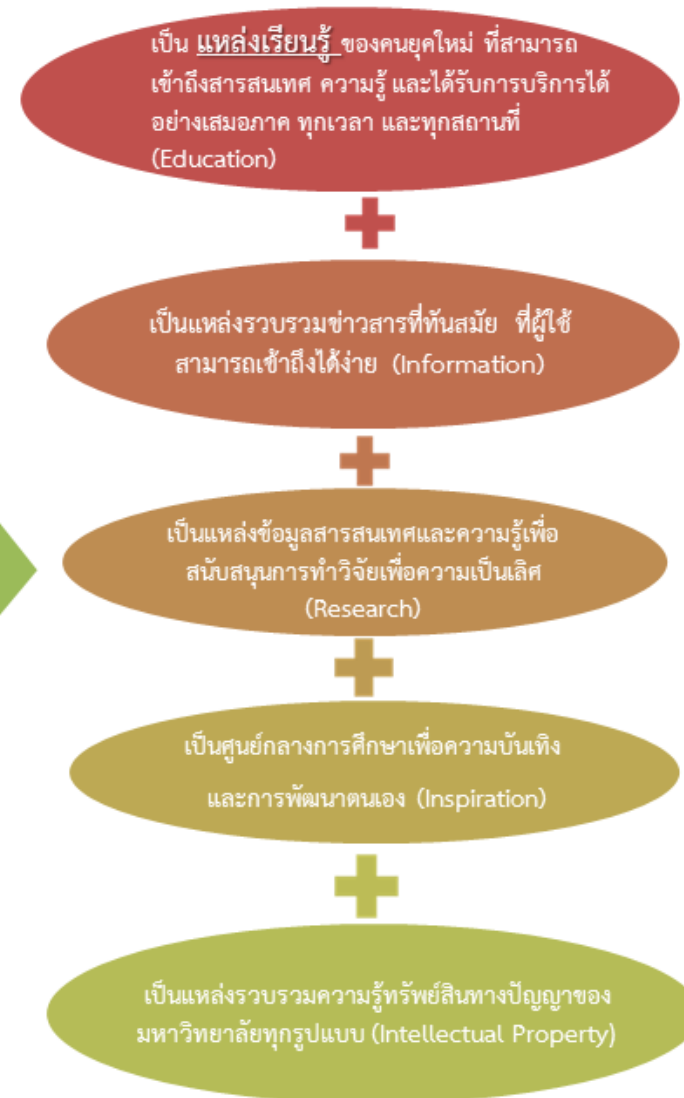 เป็น แหล่งเรียนรู้ ของคนยุคใหม่ ที่สามารถ
เข้าถึงสารสนเทศ ความรู้ และได้รับการบริการได้
อย่างเสมอภาค ทุกเวลา และทุกสถานที่
(Education)
เป็นแหล่งรวบรวมข่าวสารที่ทันสมัย ที่ผู้ใช้
สามารถเข้าถึงได้ง่าย (Information)
เป็นแหล่งข้อมูลสารสนเทศและความรู้เพื่อ
สนับสนุนการทำวิจัยเพื่อความเป็นเลิศ
(Research)
เป็นศูนย์กลางการศึกษาเพื่อความบันเทิง
และการพัฒนาตนเอง (Inspiration)
เป็นแหล่งรวบรวมความรู้ทรัพย์สินทางปัญญาของ
มหาวิทยาลัยทุกรูปแบบ (Intellectual Property)